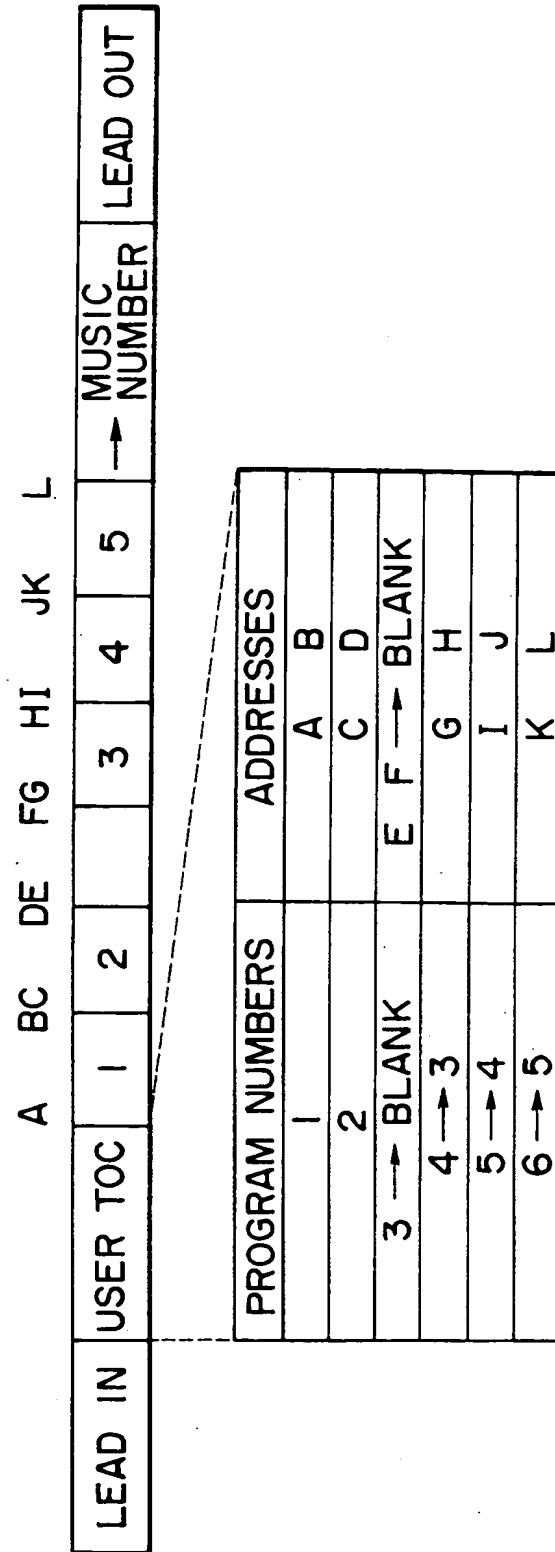 A BC DE FG HI JK L
LEAD IN USER TOC 1 2 3 4 5 → MUSIC NUMBER LEAD OUT
PROGRAM NUMBERS ADDRESSES
1 A B
2 C D
3 → BLANK E F → BLANK
4 → 3 G H
5 → 4 I J
6 → 5 K L